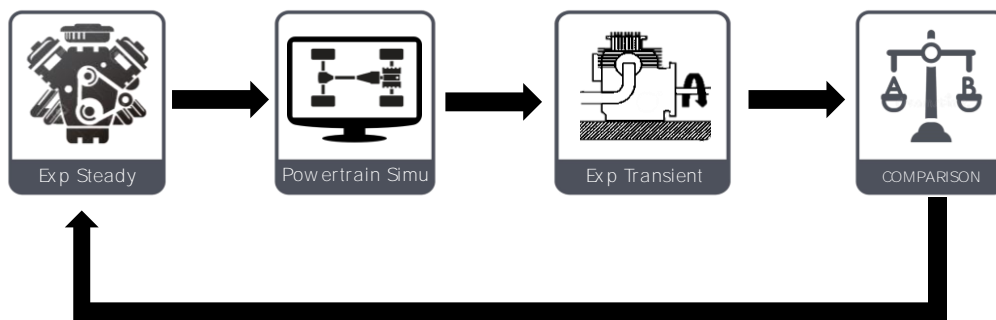 Exp Steady
Powertrain Simu
Exp Transient
A B
COMPARISON